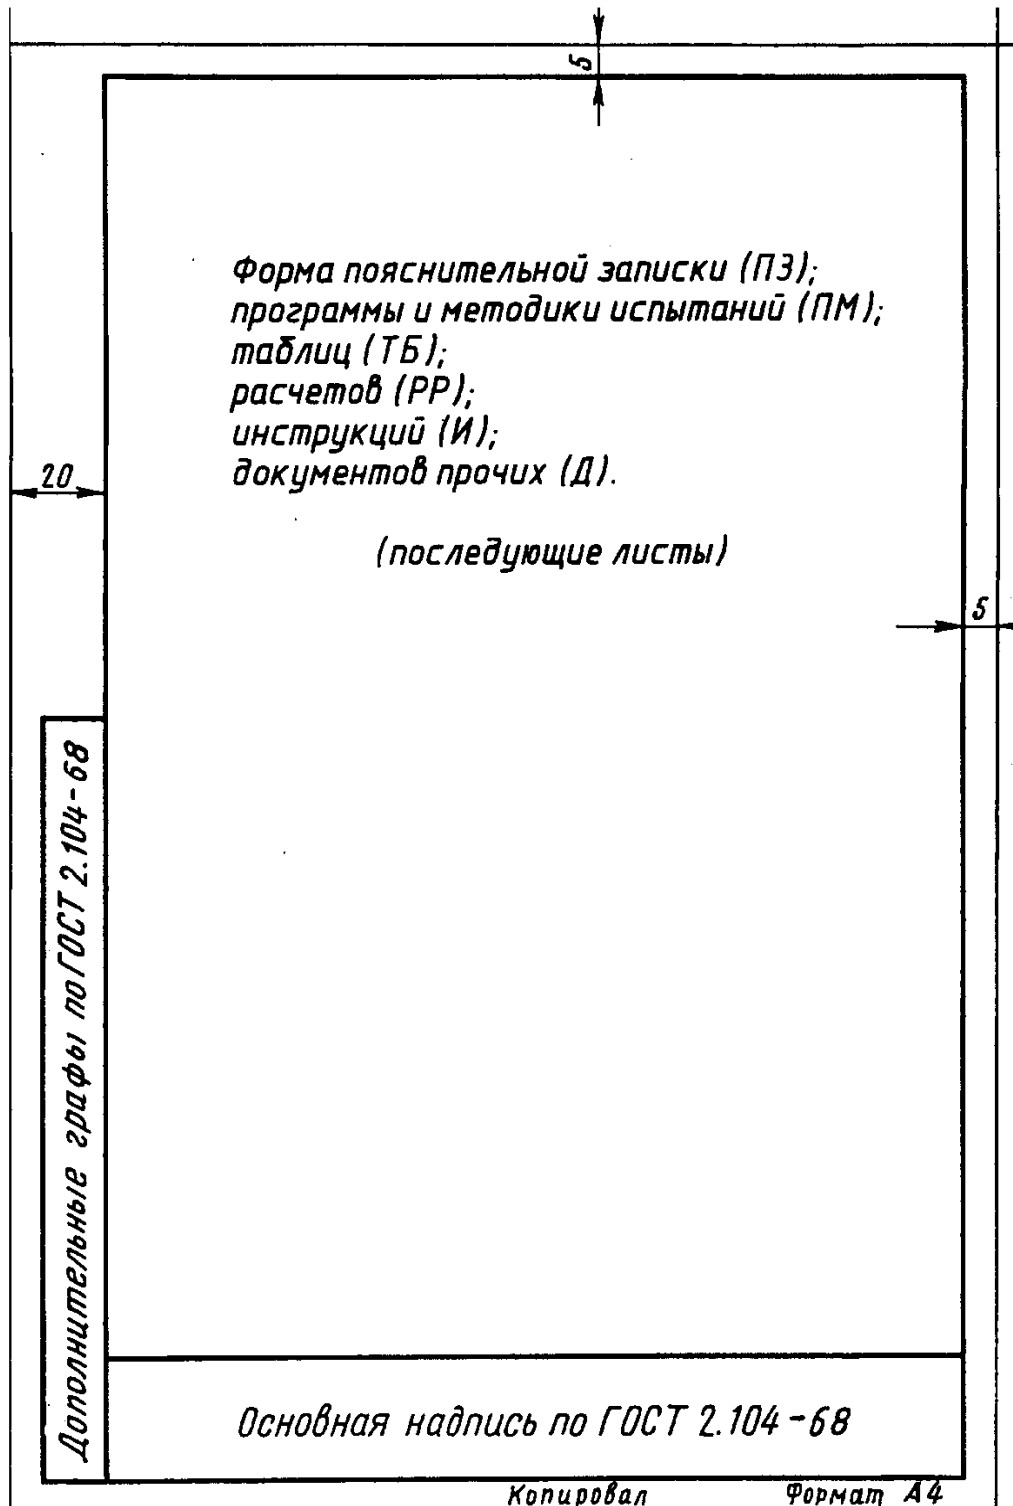 5
Форма пояснительной записки (ПЗ);
программы и методики испытаний (ПМ);
таблиц (ТБ);
расчетов (РР);
инструкций (И);
документов прочих (Д).
20
(последующие листы)
5
Дополнительные графы по ГОСТ 2.104-68
Основная надпись по ГОСТ 2.104-68
Копировал Формат А4